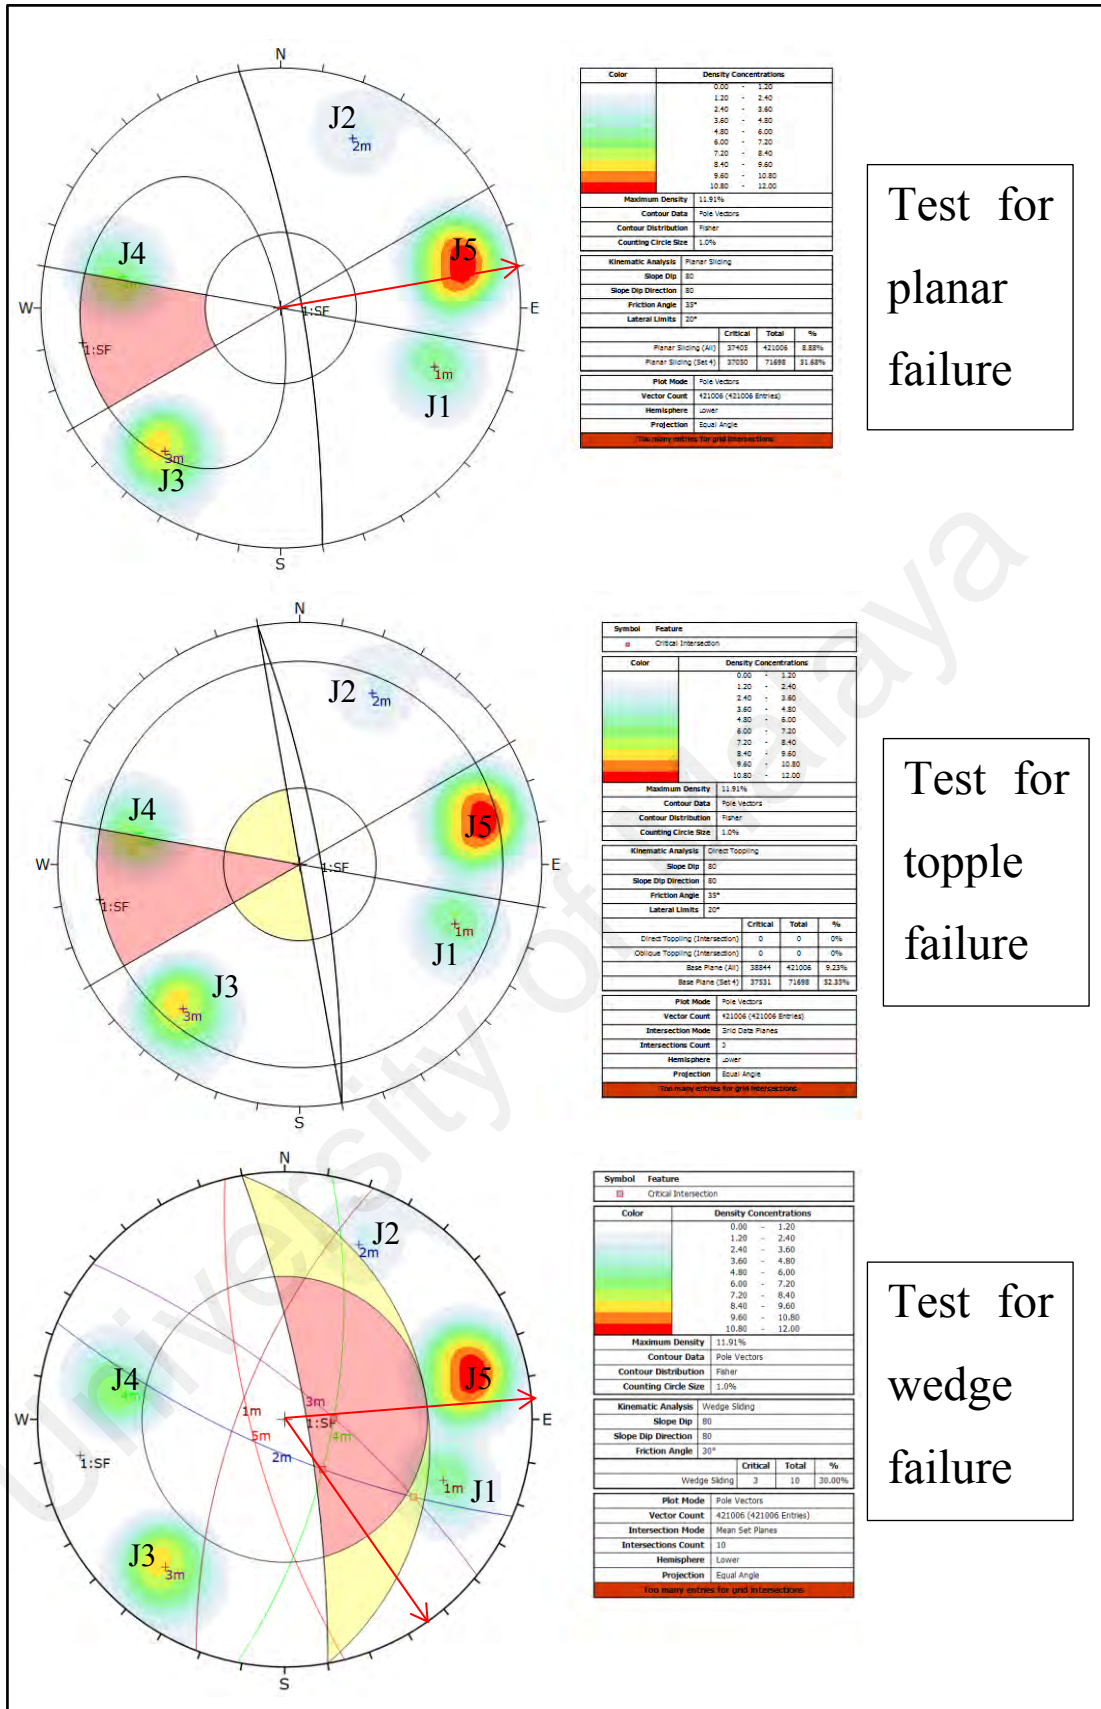 N
J2
2m
J4
J5
W
1:SF
E
1:SF
1m
J1
3m
J3
S
Color Density Concentrations
0.00 - 1.20
1.20 - 2.40
2.40 - 3.60
3.60 - 4.80
4.80 - 6.00
6.00 - 7.20
7.20 - 8.40
8.40 - 9.60
9.60 - 10.80
10.80 - 12.00
Maximum Density 11.91%
Contour Data Pole Vectors
Contour Distribution Fisher
Counting Circle Size 1.0%
Kinematic Analysis Planar Sliding
Slope Dip 80
Slope Dip Direction 80
Friction Angle 35°
Lateral Limits 20°
Critical Total %
Planar Sliding (All) 37405 421006 8.88%
Planar Sliding (Set 4) 37050 71698 51.68%
Plot Mode Pole Vectors
Vector Count 421006 (421006 Entries)
Hemisphere Lower
Projection Equal Angle
Too many entries for grid intersections
Test for
planar
failure
N
J2
2m
J4
J5
W
1:SF
E
1:SF
1m
J1
J3
3m
S
Symbol Feature
Critical Intersection
Color Density Concentrations
0.00 - 1.20
1.20 - 2.40
2.40 - 3.60
3.60 - 4.80
4.80 - 6.00
6.00 - 7.20
7.20 - 8.40
8.40 - 9.60
9.60 - 10.80
10.80 - 12.00
Maximum Density 11.91%
Contour Data Pole Vectors
Contour Distribution Fisher
Counting Circle Size 1.0%
Kinematic Analysis Direct Toppling
Slope Dip 80
Slope Dip Direction 80
Friction Angle 35°
Lateral Limits 20°
Critical Total %
Direct Toppling (Intersection) 0 0 0%
Oblique Toppling (Intersection) 0 0 0%
Base Plane (All) 38844 421006 9.23%
Base Plane (Set 4) 37531 71698 52.35%
Plot Mode Pole Vectors
Vector Count 421006 (421006 Entries)
Intersection Mode Grid Data Planes
Intersections Count
Hemisphere Lower
Projection Equal Angle
Too many entries for grid intersections
Test for
topple
failure
N
J2
2m
J4
4m
J5
3m
1m
1:SF
W
E
5m
4m
2m
1:SF
J1
1m
J3
3m
S
Symbol Feature
Critical Intersection
Color Density Concentrations
0.00 - 1.20
1.20 - 2.40
2.40 - 3.60
3.60 - 4.80
4.80 - 6.00
6.00 - 7.20
7.20 - 8.40
8.40 - 9.60
9.60 - 10.80
10.80 - 12.00
Maximum Density 11.91%
Contour Data Pole Vectors
Contour Distribution Fisher
Counting Circle Size 1.0%
Kinematic Analysis Wedge Sliding
Slope Dip 80
Slope Dip Direction 80
Friction Angle 30°
Critical Total %
Wedge Sliding 3 10 30.00%
Plot Mode Pole Vectors
Vector Count 421006 (421006 Entries)
Intersection Mode Mean Set Planes
Intersections Count 10
Hemisphere Lower
Projection Equal Angle
Too many entries for grid intersections
Test for
wedge
failure
University of Malaya